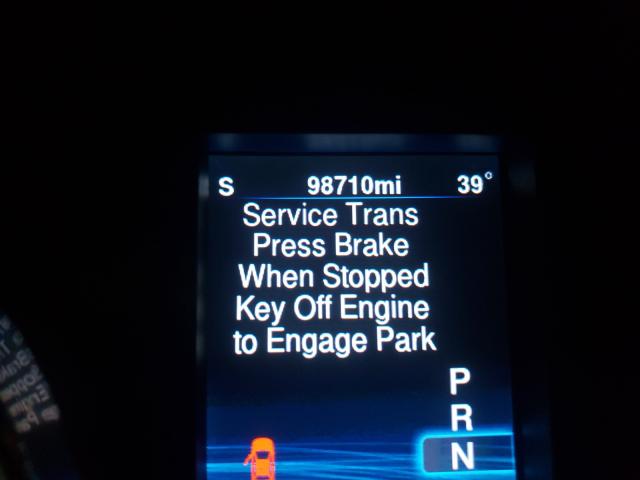 S 98710mi 39°
Service Trans
Press Brake
When Stopped
Key Off Engine
to Engage Park
P
R
N